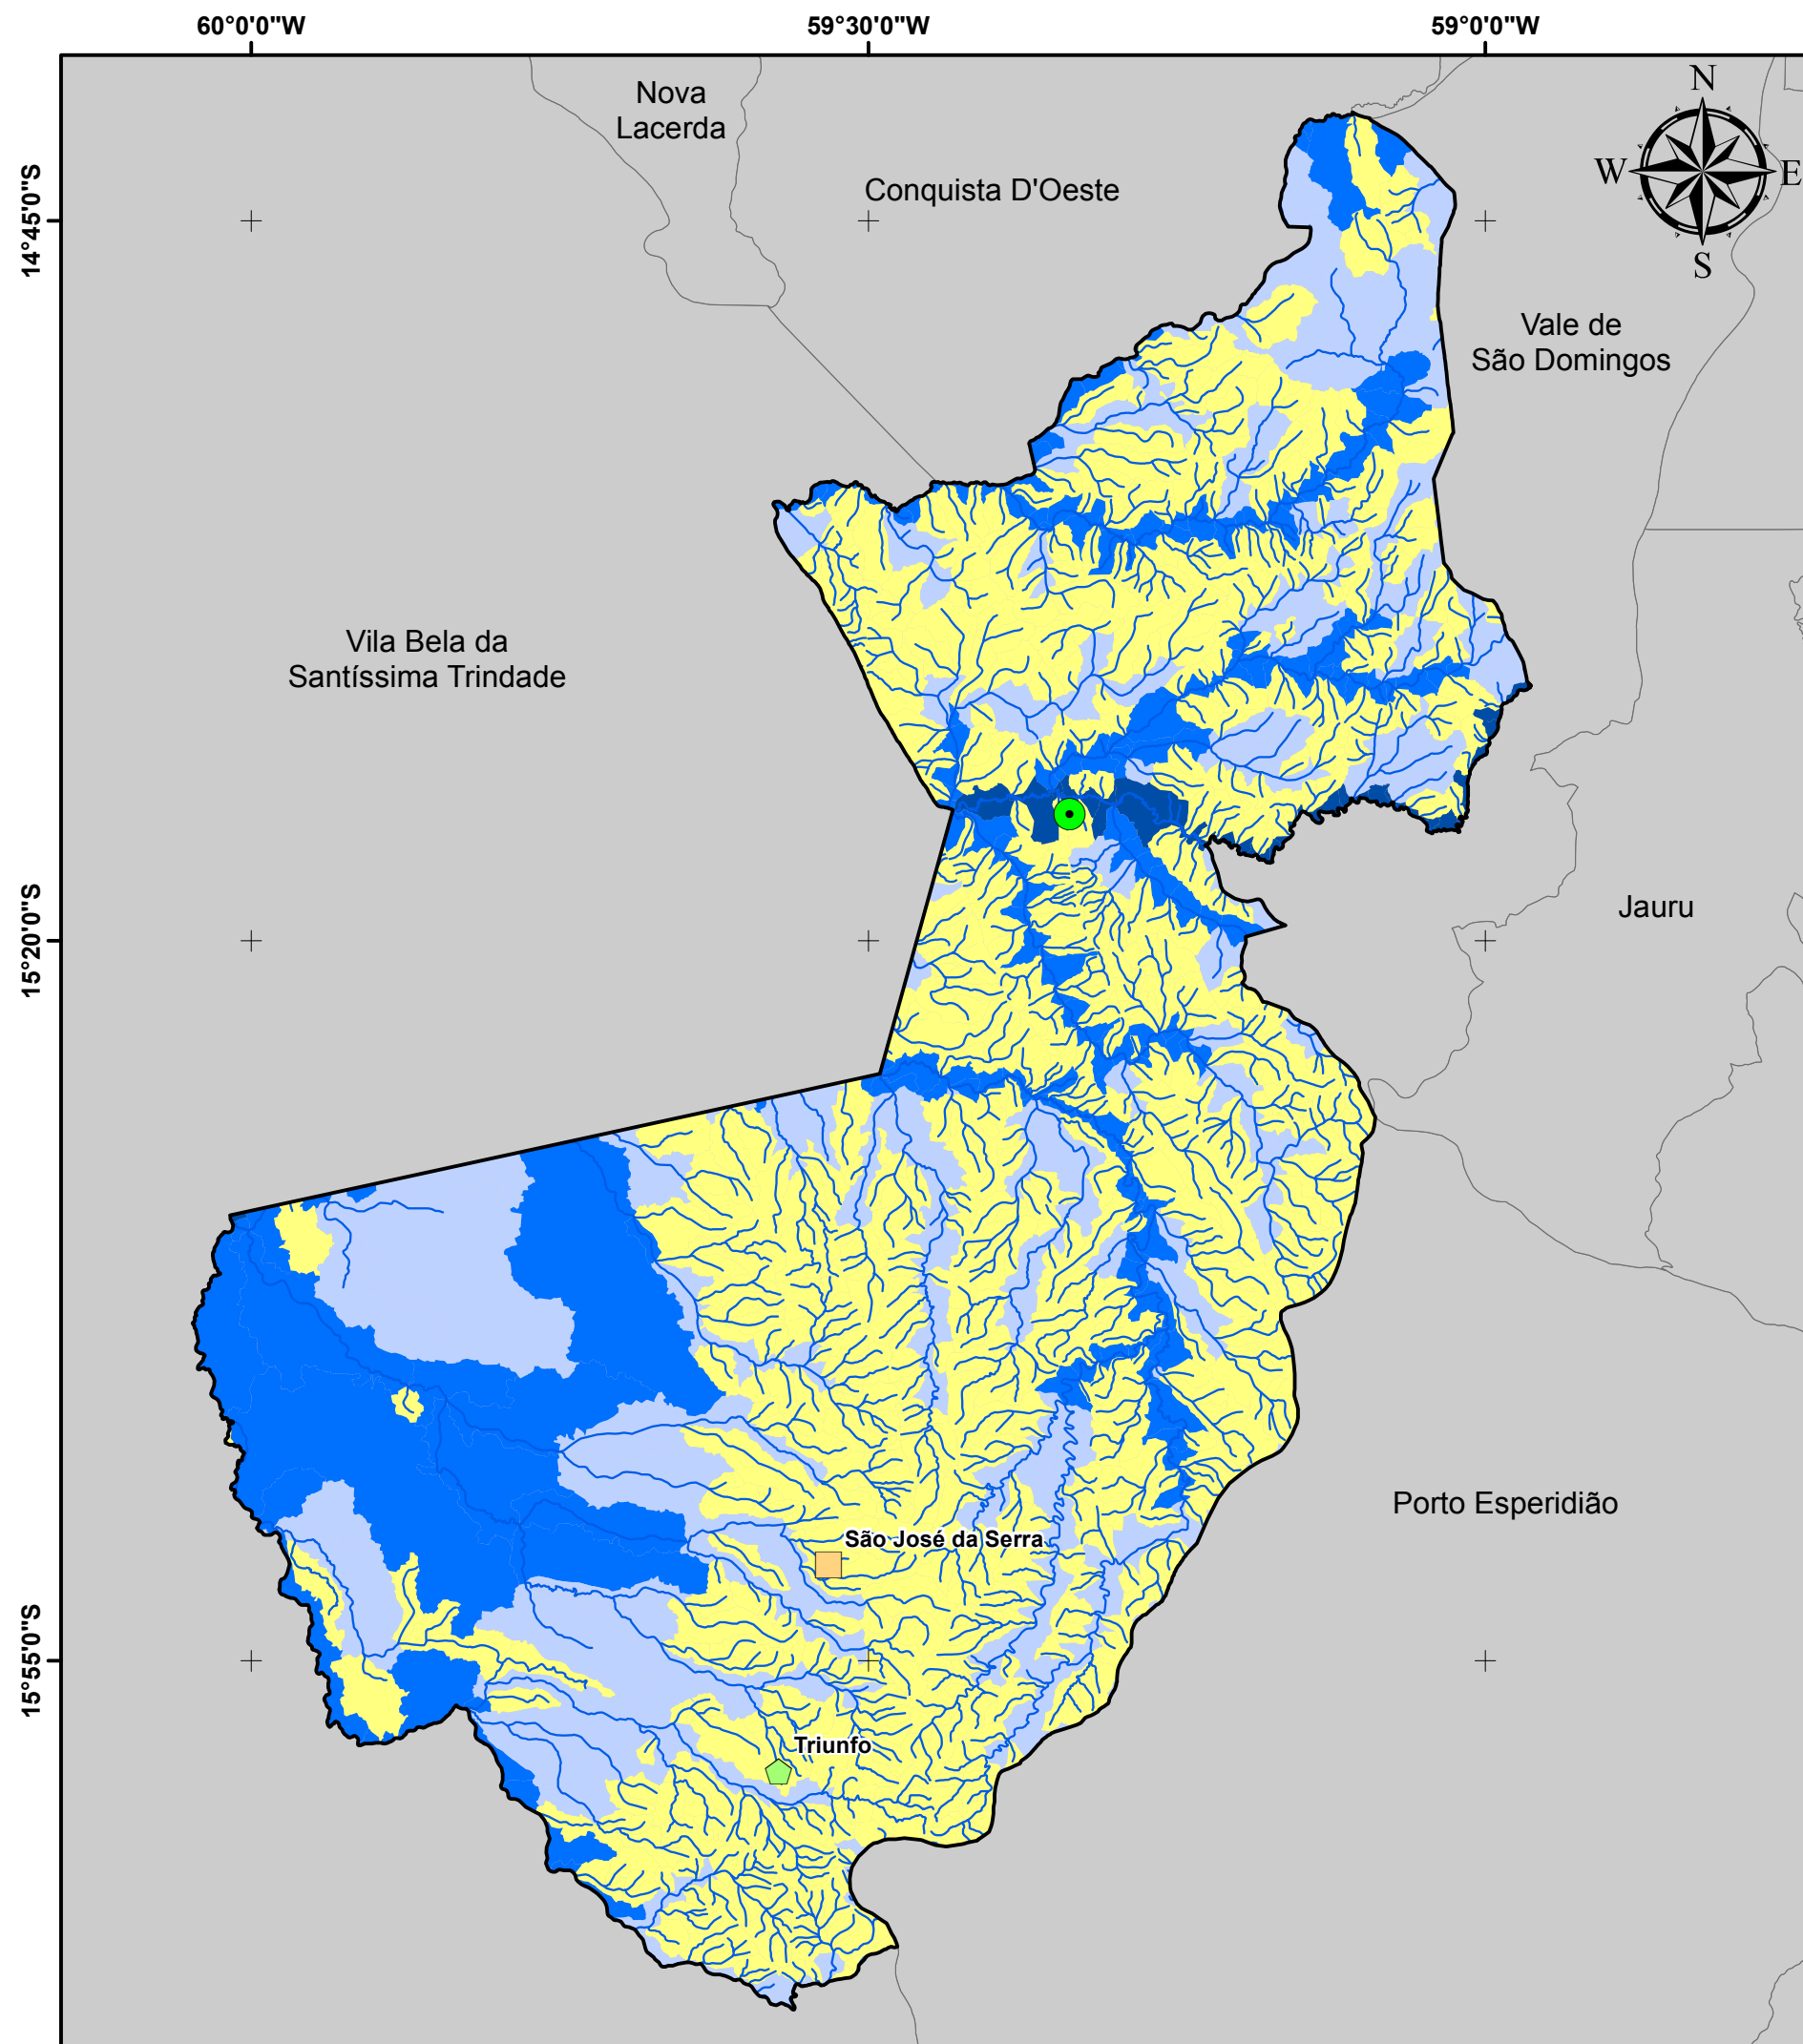 60°0'0"W
59°30'0"W
59°0'0"W
14°45'0"S
15°20'0"S
15°55'0"S
N
W
E
S
Nova
Lacerda
Conquista D'Oeste
Vale de
São Domingos
Vila Bela da
Santíssima Trindade
Jauru
Porto Esperidião
São José da Serra
Triunfo